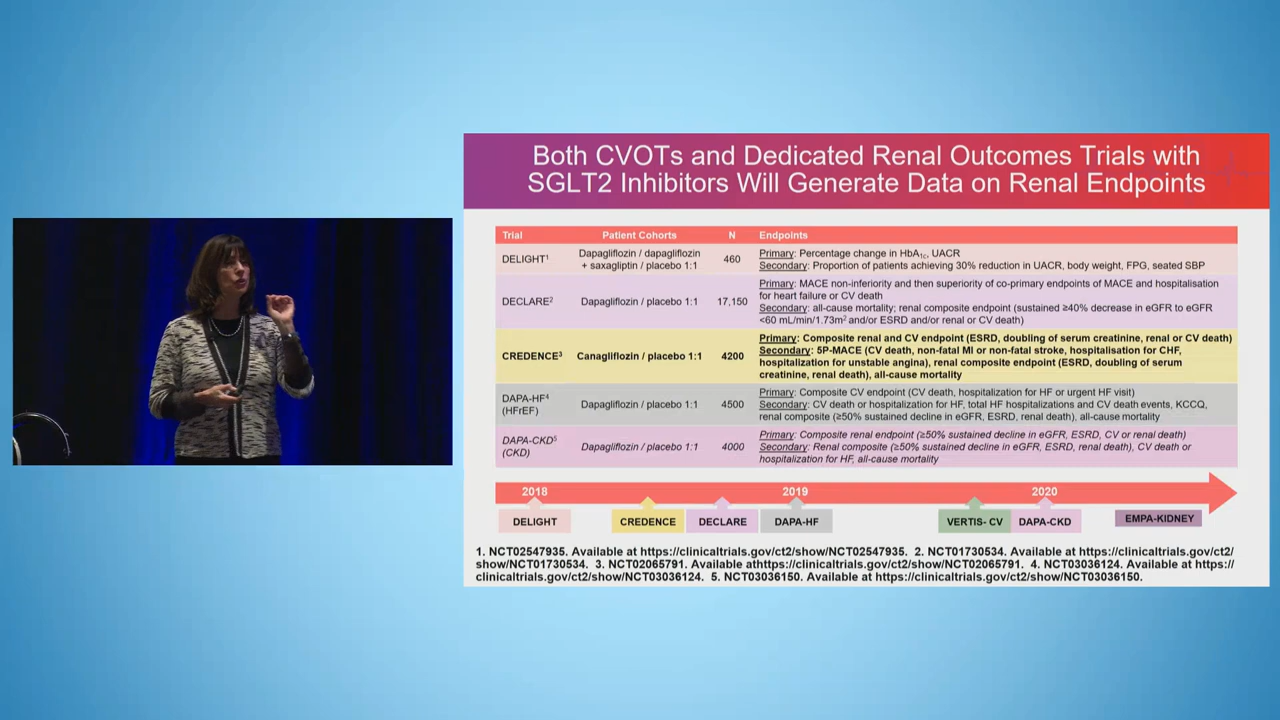 Both CVOTs and Dedicated Renal Outcomes Trials with
SGLT2 Inhibitors Will Generate Data on Renal Endpoints
Trial Patient Cohorts N Endpoints
DELIGHT1 Dapagliflozin / dapagliflozin + saxagliptin / placebo 1:1 460
Primary: Percentage change in HbA1c, UACR
Secondary: Proportion of patients achieving 30% reduction in UACR, body weight, FPG, seated SBP
DECLARE2 Dapagliflozin / placebo 1:1 17,150
Primary: MACE non-inferiority and then superiority of co-primary endpoints of MACE and hospitalisation
for heart failure or CV death
Secondary: all-cause mortality; renal composite endpoint (sustained ≥40% decrease in eGFR to eGFR
<60 mL/min/1.73m2 and/or ESRD and/or renal or CV death)
CREDENCE3 Canagliflozin / placebo 1:1 4200
Primary: Composite renal and CV endpoint (ESRD, doubling of serum creatinine, renal or CV death)
Secondary: 5P-MACE (CV death, non-fatal MI or non-fatal stroke, hospitalisation for CHF,
hospitalization for unstable angina), renal composite endpoint (ESRD, doubling of serum
creatinine, renal death), all-cause mortality
DAPA-HF4
(HFrEF)
Dapagliflozin / placebo 1:1 4500
Primary: Composite CV endpoint (CV death, hospitalization for HF or urgent HF visit)
Secondary: CV death or hospitalization for HF, total HF hospitalizations and CV death events, KCCQ,
renal composite (≥50% sustained decline in eGFR, ESRD, renal death), all-cause mortality
DAPA-CKD5
(CKD)
Dapagliflozin / placebo 1:1 4000
Primary: Composite renal endpoint (≥50% sustained decline in eGFR, ESRD, CV or renal death)
Secondary: Renal composite (≥50% sustained decline in eGFR, ESRD, renal death), CV death or
hospitalization for HF, all-cause mortality
2018 2019 2020
DELIGHT CREDENCE DECLARE DAPA-HF VERTIS- CV DAPA-CKD EMPA-KIDNEY
1. NCT02547935. Available at https://clinicaltrials.gov/ct2/show/NCT02547935. 2. NCT01730534. Available at https://clinicaltrials.gov/ct2/
show/NCT01730534. 3. NCT02065791. Available athttps://clinicaltrials.gov/ct2/show/NCT02065791. 4. NCT03036124. Available at https://
clinicaltrials.gov/ct2/show/NCT03036124. 5. NCT03036150. Available at https://clinicaltrials.gov/ct2/show/NCT03036150.